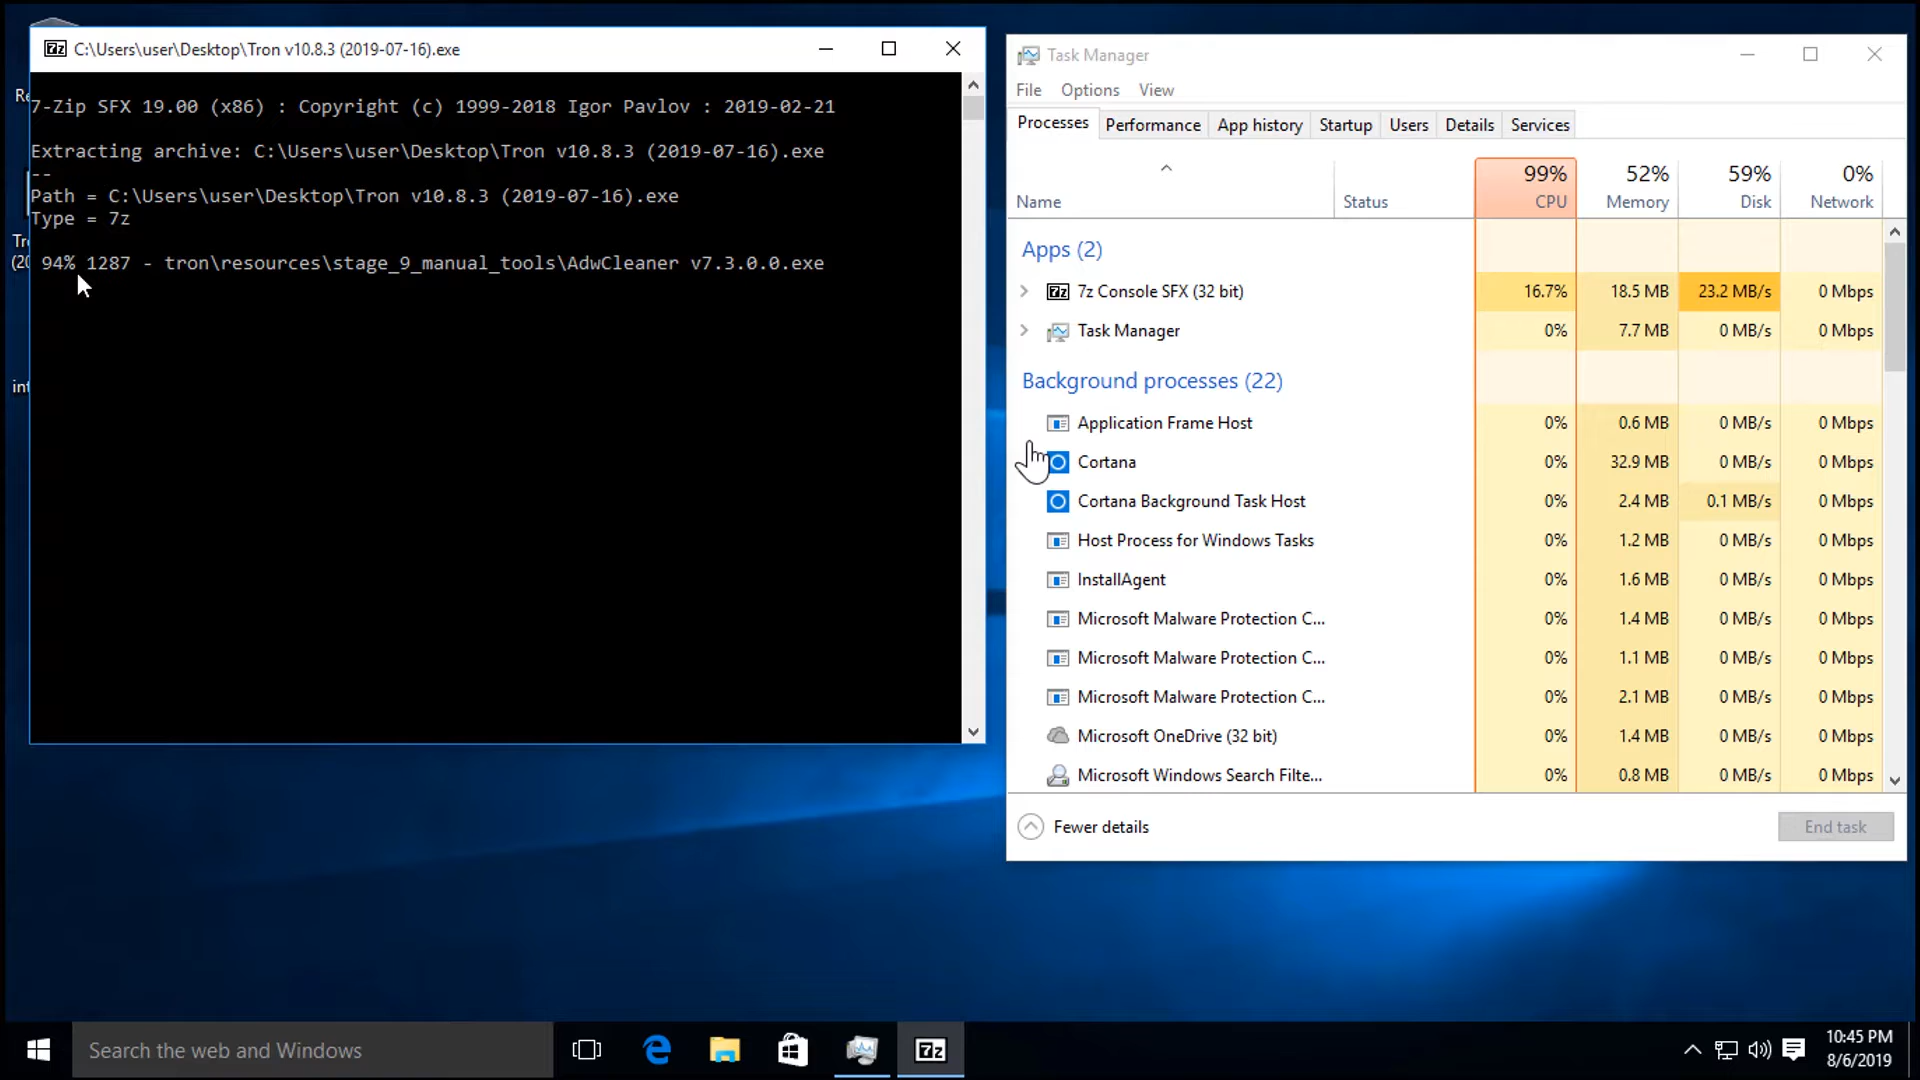 C:\Users\user\Desktop\Tron v10.8.3 (2019-07-16).exe
7-Zip SFX 19.00 (x86) : Copyright (c) 1999-2018 Igor Pavlov : 2019-02-21
Extracting archive: C:\Users\user\Desktop\Tron v10.8.3 (2019-07-16).exe
--
Path = C:\Users\user\Desktop\Tron v10.8.3 (2019-07-16).exe
Type = 7z
94% 1287 - tron\resources\stage_9_manual_tools\AdwCleaner v7.3.0.0.exe
Task Manager
File Options View
Processes Performance App history Startup Users Details Services
99% 52% 59% 0%
Name Status CPU Memory Disk Network
Apps (2)
7z Console SFX (32 bit) 16.7% 18.5 MB 23.2 MB/s 0 Mbps
Task Manager 0% 7.7 MB 0 MB/s 0 Mbps
Background processes (22)
Application Frame Host 0% 0.6 MB 0 MB/s 0 Mbps
Cortana 0% 32.9 MB 0 MB/s 0 Mbps
Cortana Background Task Host 0% 2.4 MB 0.1 MB/s 0 Mbps
Host Process for Windows Tasks 0% 1.2 MB 0 MB/s 0 Mbps
InstallAgent 0% 1.6 MB 0 MB/s 0 Mbps
Microsoft Malware Protection C... 0% 1.4 MB 0 MB/s 0 Mbps
Microsoft Malware Protection C... 0% 1.1 MB 0 MB/s 0 Mbps
Microsoft Malware Protection C... 0% 2.1 MB 0 MB/s 0 Mbps
Microsoft OneDrive (32 bit) 0% 1.4 MB 0 MB/s 0 Mbps
Microsoft Windows Search Filte... 0% 0.8 MB 0 MB/s 0 Mbps
Fewer details End task
Search the web and Windows
7z
10:45 PM
8/6/2019